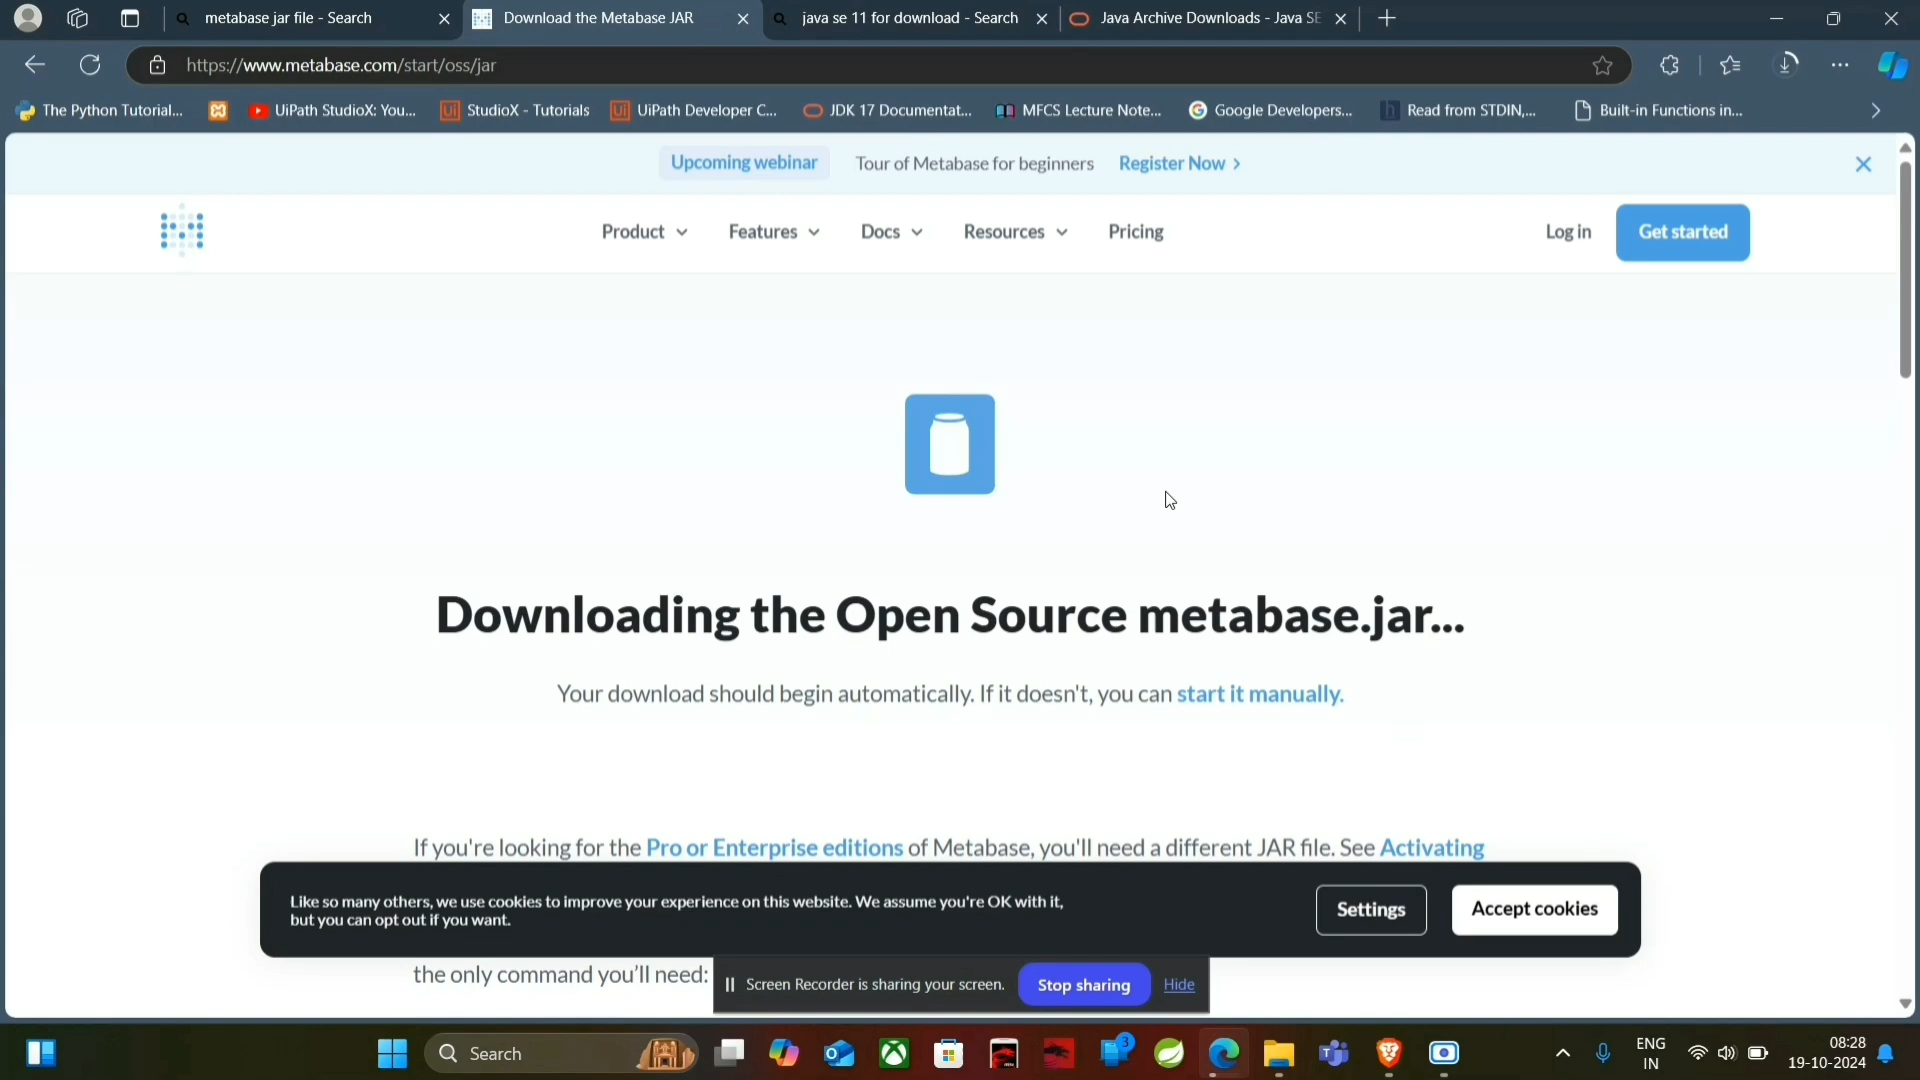 metabase jar file - Search
Download the Metabase JAR
java se 11 for download - Search
Java Archive Downloads - Java SE
https://www.metabase.com/start/oss/jar
The Python Tutorial...
UiPath StudioX: You...
StudioX - Tutorials
UiPath Developer C...
JDK 17 Documentat...
MFCS Lecture Note...
Google Developers...
Read from STDIN,...
Built-in Functions in...
Upcoming webinar
Tour of Metabase for beginners
Register Now >
Product
Features
Docs
Resources
Pricing
Log in
Get started
Downloading the Open Source metabase.jar...
Your download should begin automatically. If it doesn't, you can start it manually.
If you're looking for the Pro or Enterprise editions of Metabase, you'll need a different JAR file. See Activating
Like so many others, we use cookies to improve your experience on this website. We assume you're OK with it,
but you can opt out if you want.
Settings
Accept cookies
the only command you'll need:
Screen Recorder is sharing your screen.
Stop sharing
Hide
Search
3
ENG
IN
08:28
19-10-2024